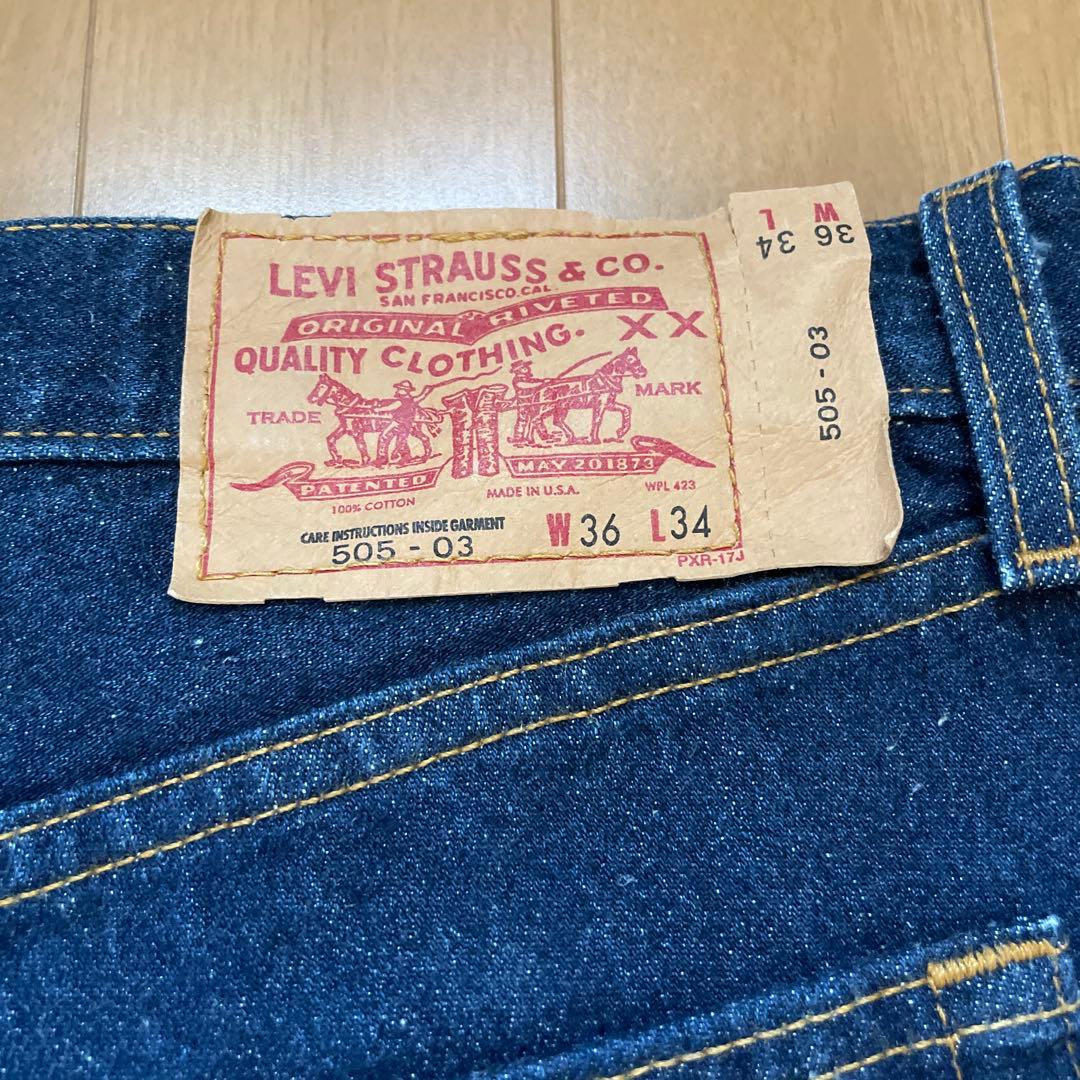 LEVI STRAUSS & CO.
SAN FRANCISCO.CAL.
ORIGINAL RIVETED
QUALITY CLOTHING. XX
TRADE MARK
PATENTED MAY 20 1873
100% COTTON MADE IN U.S.A. WPL 423
CARE INSTRUCTIONS INSIDE GARMENT
505 - 03 W36 L34
PXR-17J
W L
36 34
505 - 03